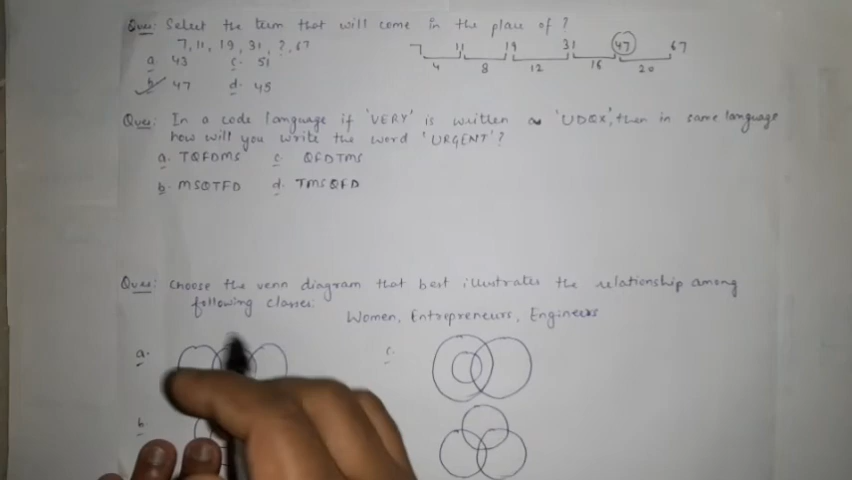 Ques: Select the term that will come in the place of ?
7, 11, 19, 31, ?, 67
7 11 19 31 47 67
4 8 12 16 20
a. 43 c. 51
b. 47 d. 45
Ques: In a code language if 'VERY' is written as 'UDQX', then in same language
how will you write the word 'URGENT'?
a. TQFDMS c. QFDTMS
b. MSQTFD d. TMSQFD
Ques: Choose the venn diagram that best illustrates the relationship among
following classes:
Women, Entrepreneurs, Engineers
a. c.
b